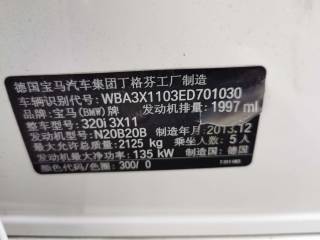 德国宝马汽车集团丁格芬工厂制造
车辆识别代号: WBA3X1103ED701030
品牌: 宝马(BMW)牌 发动机排量: 1997 ml
整车型号: 320i 3X11
发动机型号: N20B20B 制造年月: 2013.12
最大允许总质量: 2125 kg 乘坐人数: 5人
发动机最大净功率: 135 kW 制造国: 德国
颜色代码/色图: 300/ 0